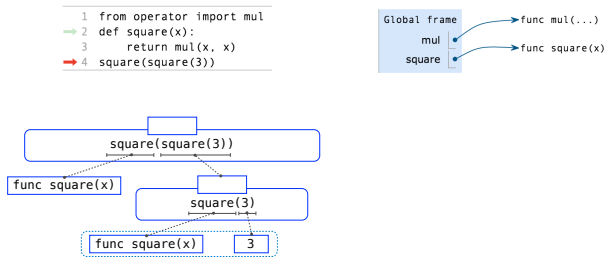 1 from operator import mul
2 def square(x):
3     return mul(x, x)
4 square(square(3))
Global frame
mul
square
func mul(...)
func square(x)
square(square(3))
func square(x)
square(3)
func square(x)
3